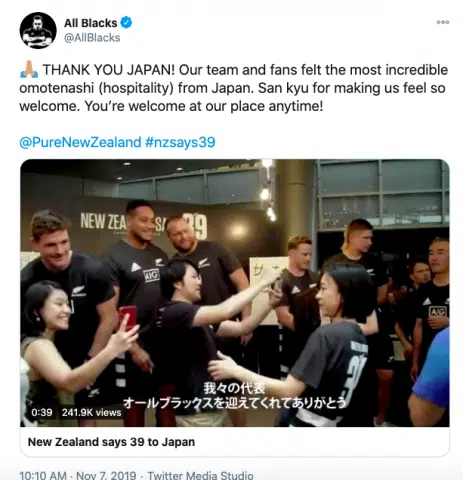 All Blacks
@AllBlacks
🙏🏽 THANK YOU JAPAN! Our team and fans felt the most incredible
omotenashi (hospitality) from Japan. San kyu for making us feel so
welcome. You're welcome at our place anytime!
@PureNewZealand #nzsays39
NEW ZEA
SA
39
AIG
AIG
AIG
我々の代表
オールブラックスを迎えてくれてありがとう
0:39 241.9K views
New Zealand says 39 to Japan
10:10 AM · Nov 7, 2019 · Twitter Media Studio